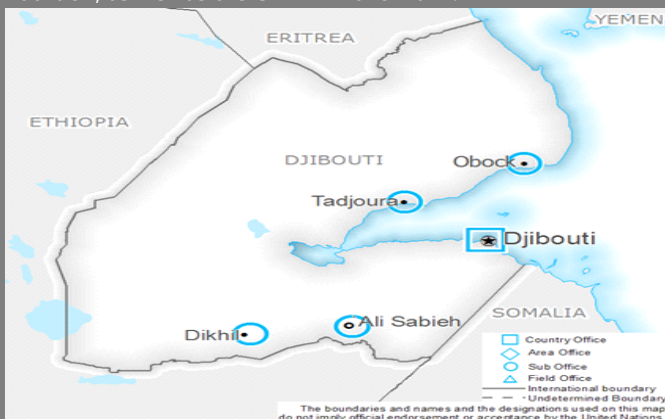 YEMEN
ERITREA
ETHIOPIA
DJIBOUTI
Obock
Tadjoura
Djibouti
Ali Sabieh
Dikhil
SOMALIA
Country Office
Area Office
Sub Office
Field Office
International boundary
Undetermined Boundary
The boundaries and names and the designations used on this map
do not imply official endorsement or acceptance by the United Nations